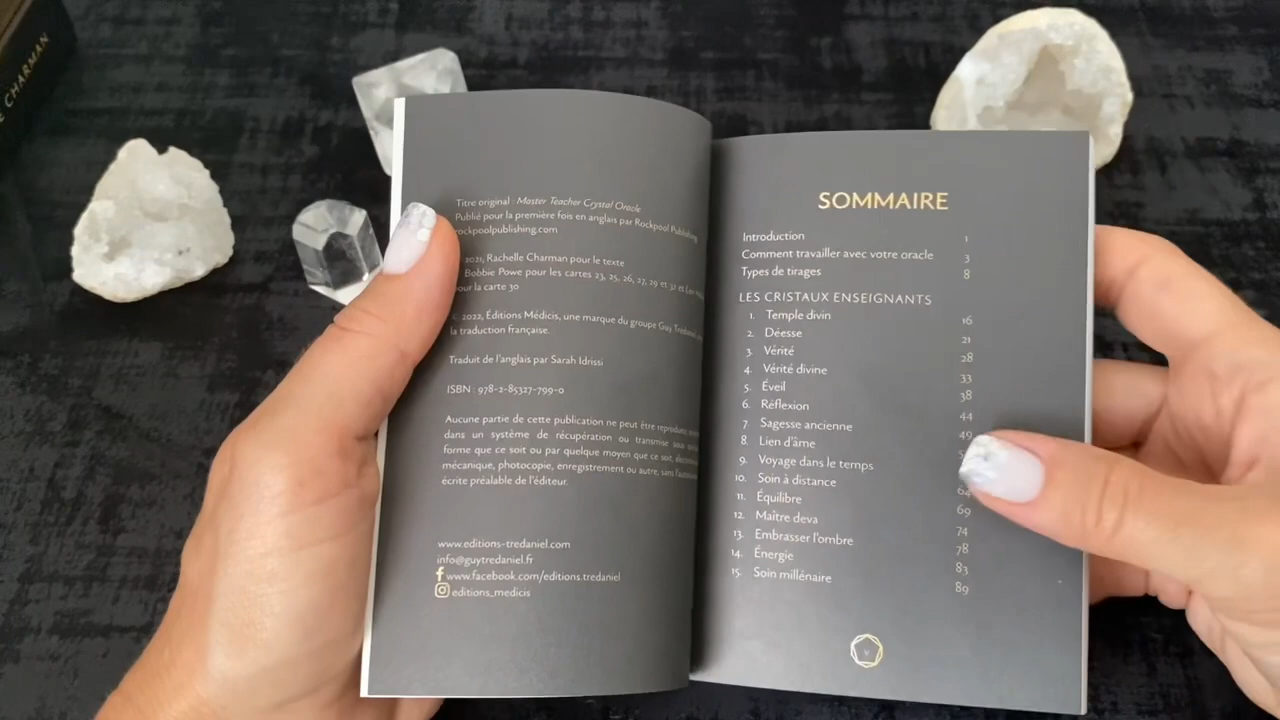 CHARMAN
Titre original : Master Teacher Crystal Oracle
Publié pour la première fois en anglais par Rockpool Publishing
rockpoolpublishing.com
2021, Rachelle Charman pour le texte
Bobbie Powe pour les cartes 23, 25, 26, 27, 29 et 32 et
pour la carte 30
© 2022, Éditions Médicis, une marque du groupe Guy Trédaniel,
la traduction française.
Traduit de l'anglais par Sarah Idrissi
ISBN : 978-2-85327-799-0
Aucune partie de cette publication ne peut être
dans un système de récupération ou transmise sous
forme que ce soit ou par quelque moyen que ce soit,
mécanique, photocopie, enregistrement ou autre, sans
écrite préalable de l'éditeur.
www.editions-tredaniel.com
info@guytredaniel.fr
www.facebook.com/editions.tredaniel
editions_medicis
SOMMAIRE
Introduction 1
Comment travailler avec votre oracle 3
Types de tirages 8
LES CRISTAUX ENSEIGNANTS
1. Temple divin 16
2. Déesse 21
3. Vérité 28
4. Vérité divine 33
5. Éveil 38
6. Réflexion 44
7. Sagesse ancienne 49
8. Lien d'âme
9. Voyage dans le temps
10. Soin à distance 64
11. Équilibre 69
12. Maître deva 74
13. Embrasser l'ombre 78
14. Énergie 83
15. Soin millénaire 89
v